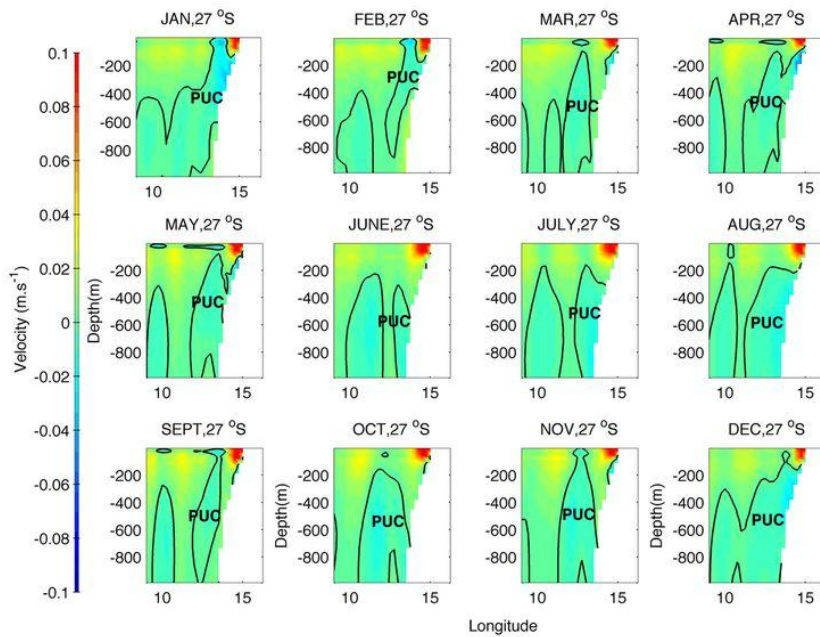 JAN,27 °S
FEB,27 °S
MAR,27 °S
APR,27 °S
0.1
0.08
0.06
0.04
0.02
0
-0.02
-0.04
-0.06
-0.08
-0.1
Velocity (m.s⁻¹)
-200
-400
-600
-800
PUC
10 15
-200
-400
-600
-800
PUC
10 15
-200
-400
-600
-800
PUC
10 15
-200
-400
-600
-800
PUC
10 15
MAY,27 °S
JUNE,27 °S
JULY,27 °S
AUG,27 °S
Depth(m)
-200
-400
-600
-800
PUC
10 15
-200
-400
-600
-800
PUC
10 15
-200
-400
-600
-800
PUC
10 15
-200
-400
-600
-800
PUC
10 15
SEPT,27 °S
OCT,27 °S
NOV,27 °S
DEC,27 °S
-200
-400
-600
-800
PUC
10 15
Depth(m)
-200
-400
-600
-800
PUC
10 15
-200
-400
-600
-800
PUC
10 15
Depth(m)
-200
-400
-600
-800
PUC
10 15
Longitude